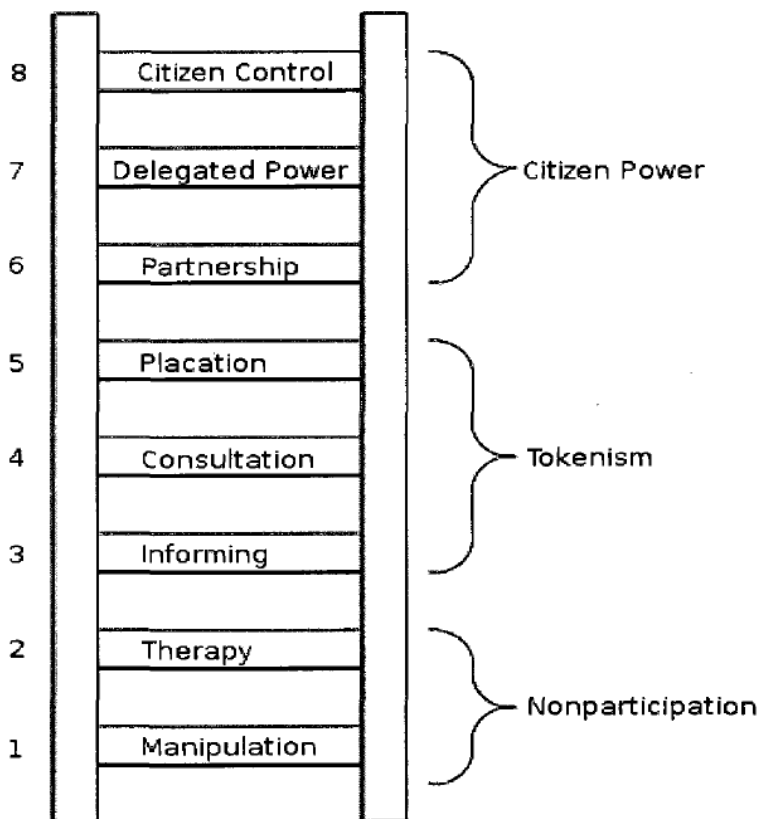 8 Citizen Control
7 Delegated Power Citizen Power
6 Partnership
5 Placation
4 Consultation Tokenism
3 Informing
2 Therapy
Nonparticipation
1 Manipulation